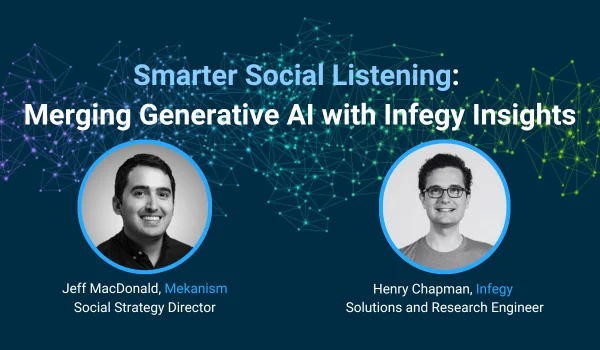 Smarter Social Listening:
Merging Generative AI with Infegy Insights
Jeff MacDonald, Mekanism
Social Strategy Director
Henry Chapman, Infegy
Solutions and Research Engineer